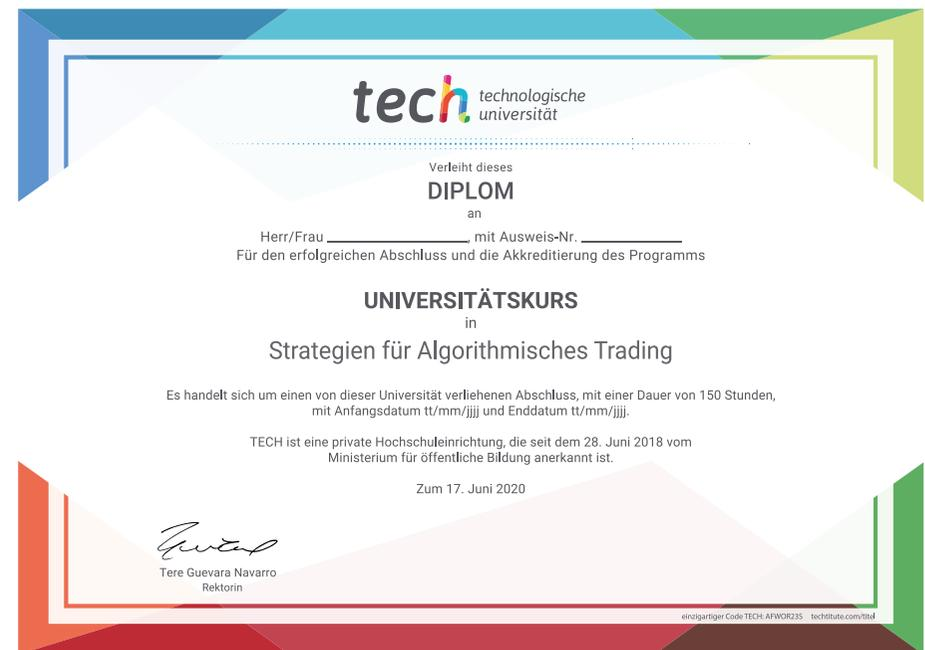 tech technologische
universität
Verleiht dieses
DIPLOM
an
Herr/Frau ____________________, mit Ausweis-Nr. ______________
Für den erfolgreichen Abschluss und die Akkreditierung des Programms
UNIVERSITÄTSKURS
in
Strategien für Algorithmisches Trading
Es handelt sich um einen von dieser Universität verliehenen Abschluss, mit einer Dauer von 150 Stunden,
mit Anfangsdatum tt/mm/jjjj und Enddatum tt/mm/jjjj.
TECH ist eine private Hochschuleinrichtung, die seit dem 28. Juni 2018 vom
Ministerium für öffentliche Bildung anerkannt ist.
Zum 17. Juni 2020
Tere Guevara Navarro
Rektorin
einzigartiger Code TECH: AFWOR23S techtitute.com/titel